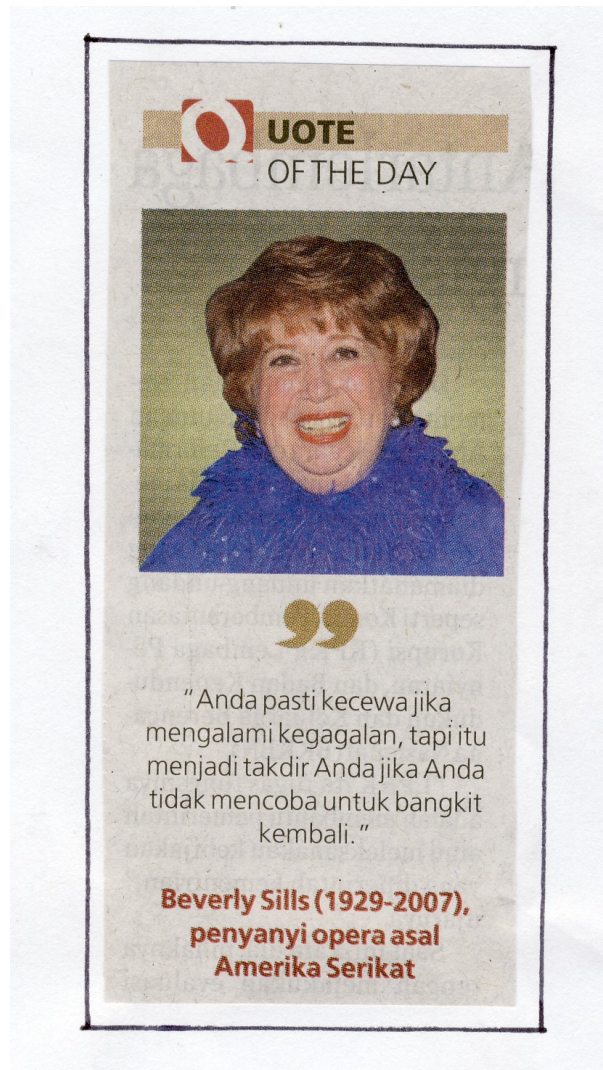 QUOTE
OF THE DAY
"Anda pasti kecewa jika
mengalami kegagalan, tapi itu
menjadi takdir Anda jika Anda
tidak mencoba untuk bangkit
kembali."
Beverly Sills (1929-2007),
penyanyi opera asal
Amerika Serikat